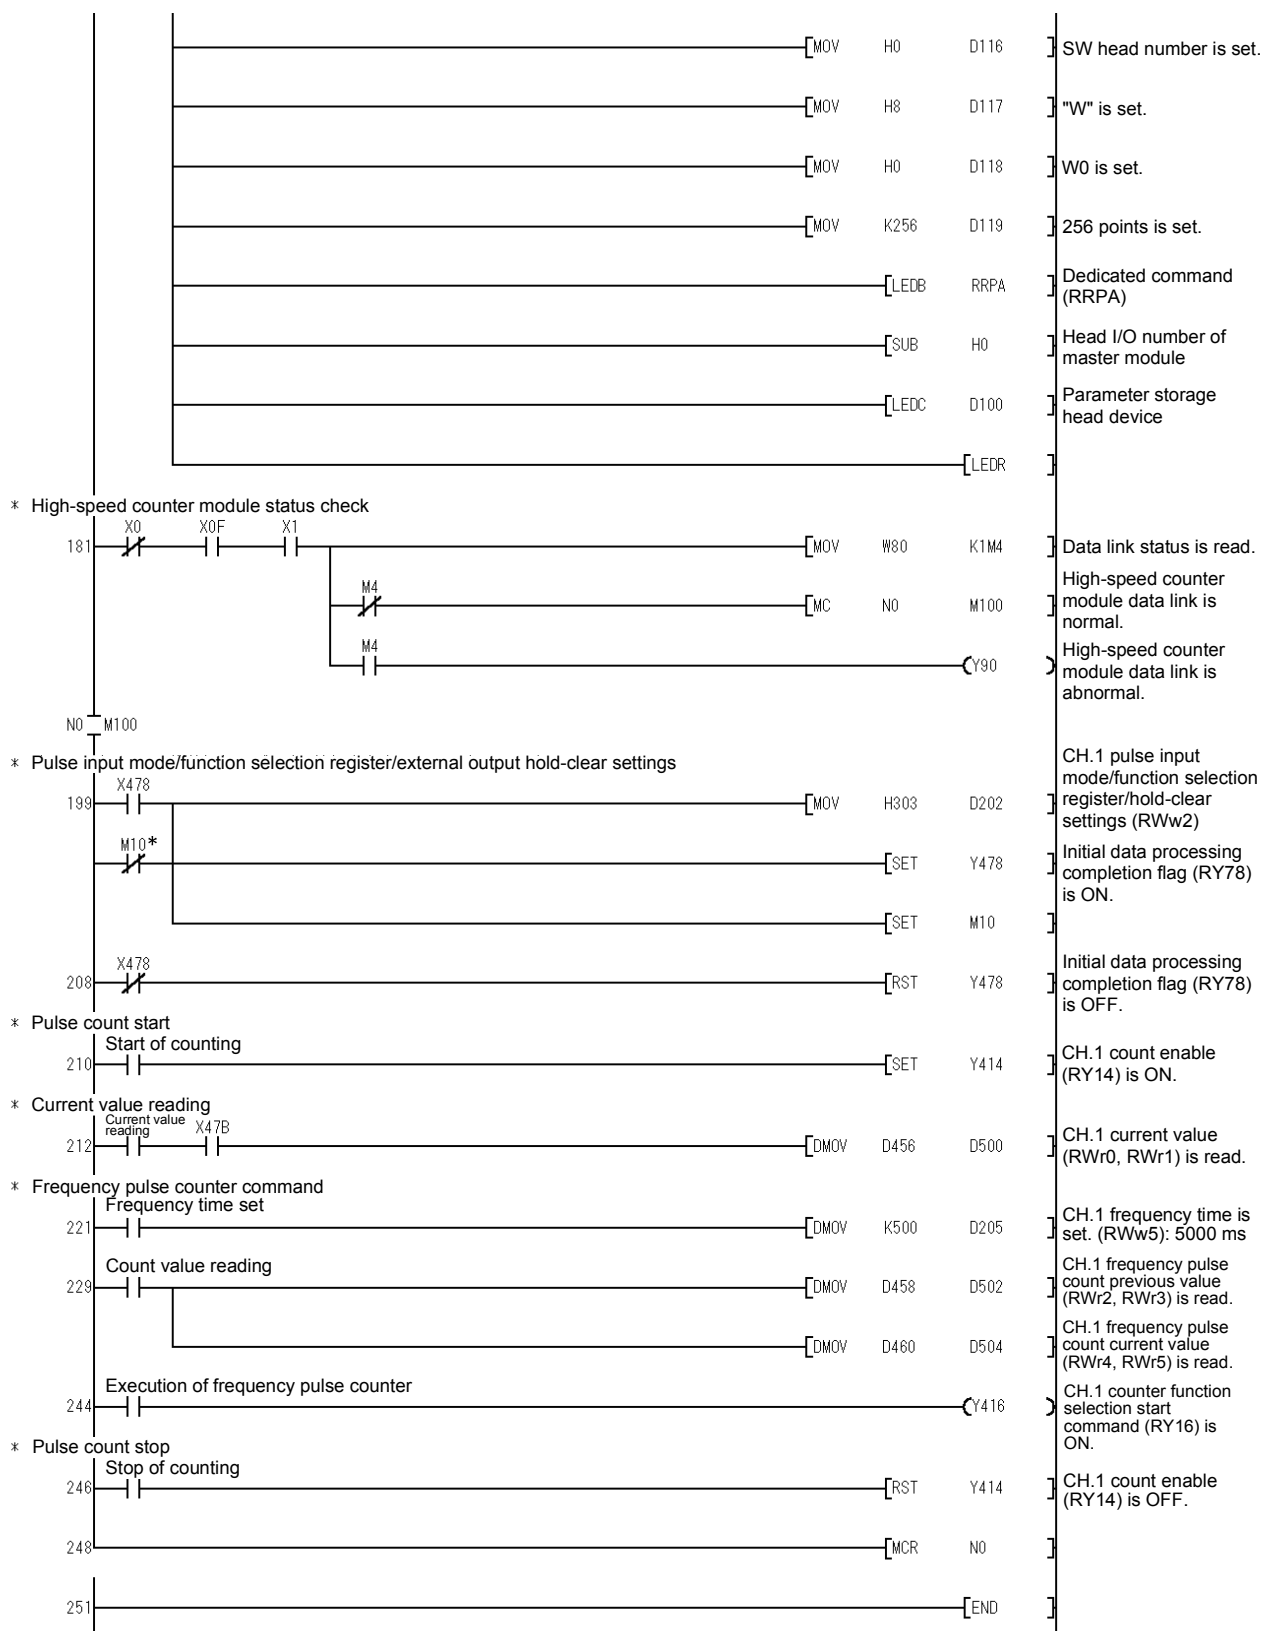 MOV H0 D116 SW head number is set.
MOV H8 D117 "W" is set.
MOV H0 D118 W0 is set.
MOV K256 D119 256 points is set.
LEDB RRPA Dedicated command
(RRPA)
SUB H0 Head I/O number of
master module
LEDC D100 Parameter storage
head device
LEDR
* High-speed counter module status check
X0 X0F X1
181 MOV W80 K1M4 Data link status is read.
M4
MC N0 M100 High-speed counter
module data link is
normal.
M4
Y90 High-speed counter
module data link is
abnormal.
N0 M100
* Pulse input mode/function selection register/external output hold-clear settings
X478
199 MOV H303 D202 CH.1 pulse input
mode/function selection
register/hold-clear
settings (RWw2)
M10*
SET Y478 Initial data processing
completion flag (RY78)
is ON.
SET M10
X478
208 RST Y478 Initial data processing
completion flag (RY78)
is OFF.
* Pulse count start
Start of counting
210 SET Y414 CH.1 count enable
(RY14) is ON.
* Current value reading
Current value
reading X47B
212 DMOV D456 D500 CH.1 current value
(RWr0, RWr1) is read.
* Frequency pulse counter command
Frequency time set
221 DMOV K500 D205 CH.1 frequency time is
set. (RWw5): 5000 ms
Count value reading
229 DMOV D458 D502 CH.1 frequency pulse
count previous value
(RWr2, RWr3) is read.
DMOV D460 D504 CH.1 frequency pulse
count current value
(RWr4, RWr5) is read.
Execution of frequency pulse counter
244 Y416 CH.1 counter function
selection start
command (RY16) is
ON.
* Pulse count stop
Stop of counting
246 RST Y414 CH.1 count enable
(RY14) is OFF.
248 MCR N0
251 END